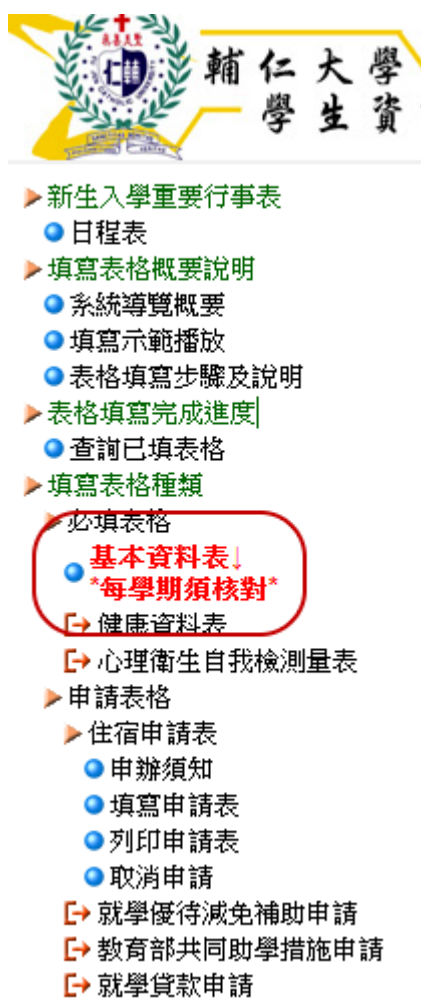 輔仁大學
學生資
新生入學重要行事表
日程表
填寫表格概要說明
系統導覽概要
填寫示範播放
表格填寫步驟及說明
表格填寫完成進度
查詢已填表格
填寫表格種類
必填表格
基本資料表↓
*每學期須核對*
健康資料表
心理衛生自我檢測量表
申請表格
住宿申請表
申辦須知
填寫申請表
列印申請表
取消申請
就學優待減免補助申請
教育部共同助學措施申請
就學貸款申請